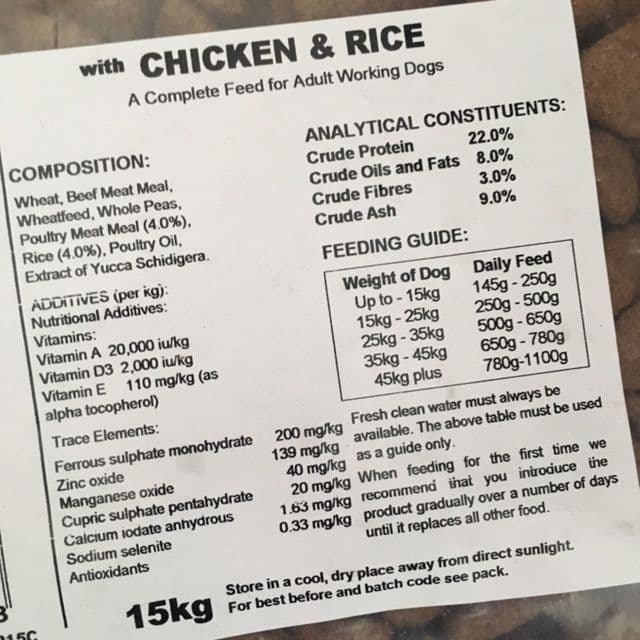 with CHICKEN & RICE
A Complete Feed for Adult Working Dogs
COMPOSITION:
Wheat, Beef Meat Meal,
Wheatfeed, Whole Peas,
Poultry Meat Meal (4.0%),
Rice (4.0%), Poultry Oil,
Extract of Yucca Schidigera.
ADDITIVES (per kg):
Nutritional Additives:
Vitamins:
Vitamin A 20,000 iu/kg
Vitamin D3 2,000 iu/kg
Vitamin E 110 mg/kg (as
alpha tocopherol)
Trace Elements:
Ferrous sulphate monohydrate 200 mg/kg
Zinc oxide 139 mg/kg
Manganese oxide 40 mg/kg
Cupric sulphate pentahydrate 20 mg/kg
Calcium iodate anhydrous 1.63 mg/kg
Sodium selenite 0.33 mg/kg
Antioxidants
ANALYTICAL CONSTITUENTS:
Crude Protein 22.0%
Crude Oils and Fats 8.0%
Crude Fibres 3.0%
Crude Ash 9.0%
FEEDING GUIDE:
Weight of Dog Daily Feed
Up to - 15kg 145g - 250g
15kg - 25kg 250g - 500g
25kg - 35kg 500g - 650g
35kg - 45kg 650g - 780g
45kg plus 780g-1100g
Fresh clean water must always be
available. The above table must be used
as a guide only.
When feeding for the first time we
recommend that you introduce the
product gradually over a number of days
until it replaces all other food.
15kg
Store in a cool, dry place away from direct sunlight.
For best before and batch code see pack.